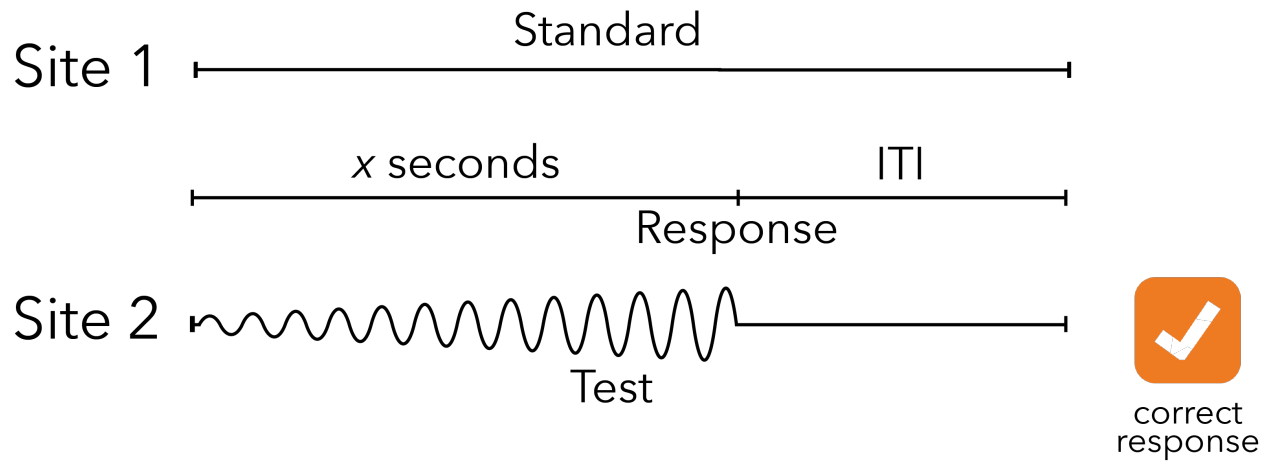 Standard
Site 1
x seconds
ITI
Response
Site 2
Test
correct
response